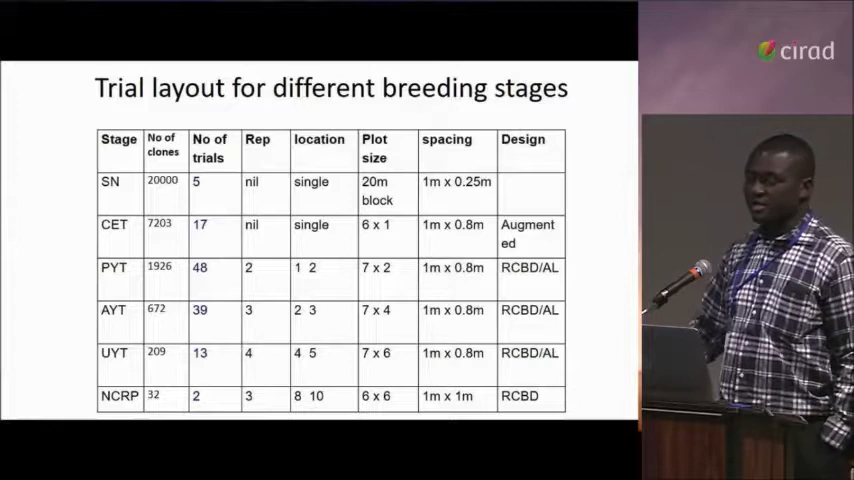 cirad
Trial layout for different breeding stages
Stage No of clones No of trials Rep location Plot size spacing Design
SN 20000 5 nil single 20m block 1m x 0.25m
CET 7203 17 nil single 6 x 1 1m x 0.8m Augmented
PYT 1926 48 2 1 2 7 x 2 1m x 0.8m RCBD/AL
AYT 672 39 3 2 3 7 x 4 1m x 0.8m RCBD/AL
UYT 209 13 4 4 5 7 x 6 1m x 0.8m RCBD/AL
NCRP 32 2 3 8 10 6 x 6 1m x 1m RCBD